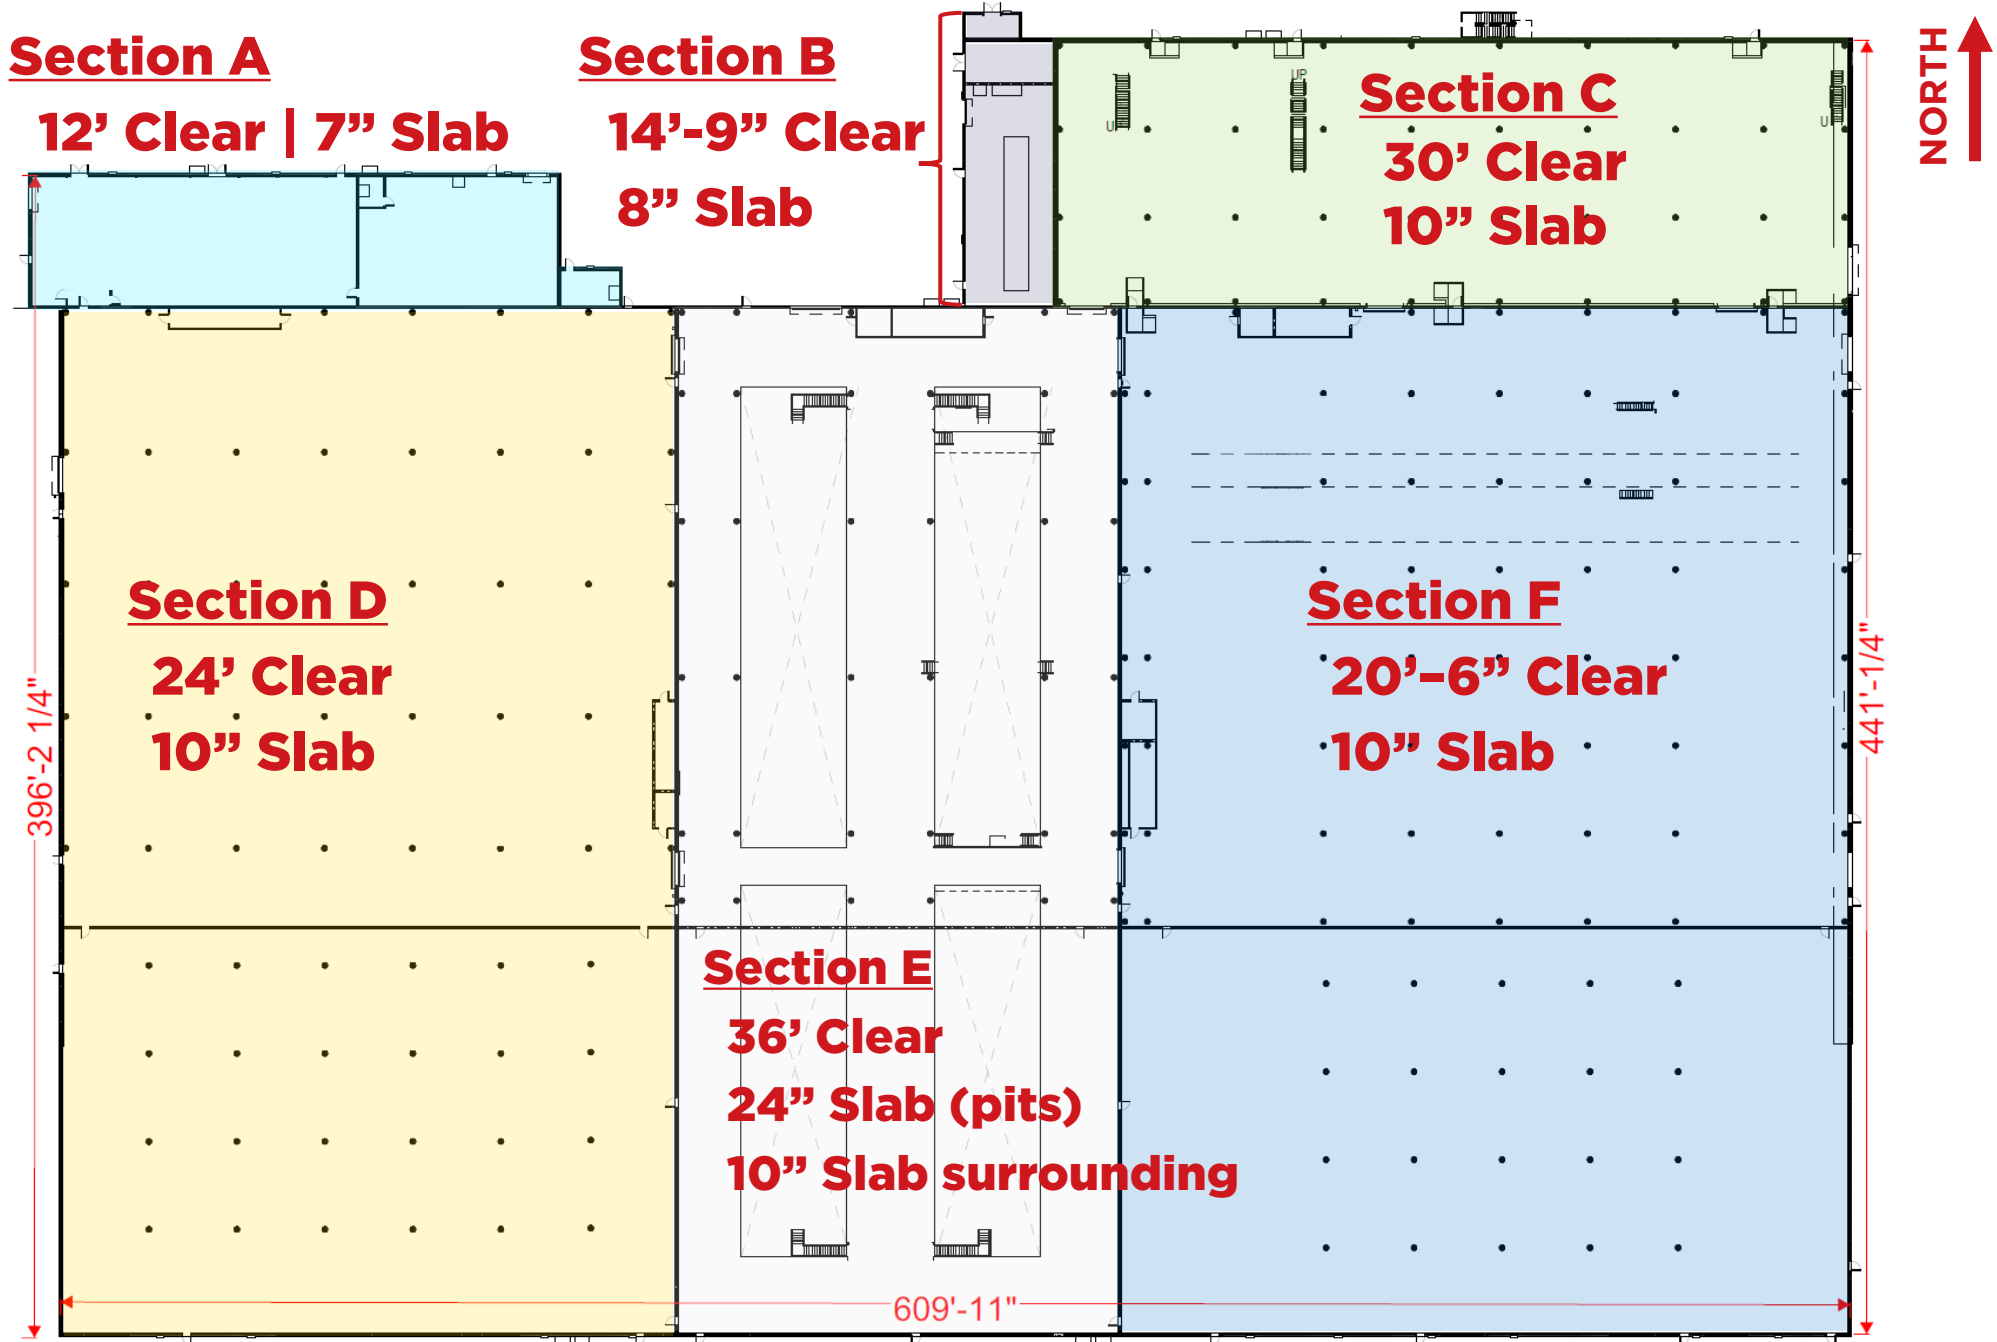 Section A
12’ Clear | 7” Slab
Section B
14’-9” Clear
8” Slab
Section C
30’ Clear
10” Slab
NORTH
UP
U
U
Section D
24’ Clear
10” Slab
Section E
36’ Clear
24” Slab (pits)
10” Slab surrounding
Section F
20’–6” Clear
10” Slab
396'-2 1/4"
441'-1/4"
609'-11"